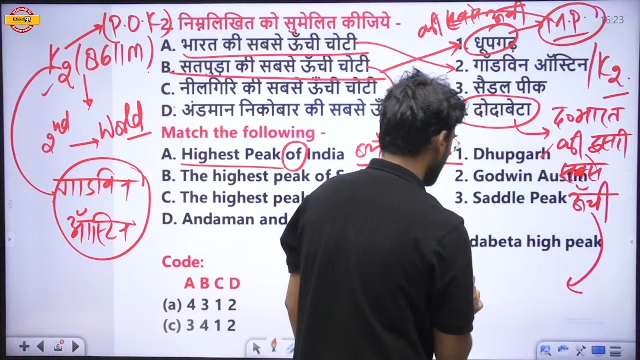 निम्नलिखित को सुमेलित कीजिये -
A. भारत की सबसे ऊँची चोटी
1. धूपगढ़
B. सतपुड़ा की सबसे ऊँची चोटी
2. गॉडविन ऑस्टिन
C. नीलगिरि की सबसे ऊँची चोटी
3. सैडल पीक
D. अंडमान निकोबार की सबसे
दोदाबेटा
Match the following -
A. Highest Peak of India
1. Dhupgarh
B. The highest peak of
2. Godwin Austin
C. The highest peak
3. Saddle Peak
D. Andaman and
dabeta high peak
Code:
A B C D
(a) 4 3 1 2
(c) 3 4 1 2
16:23
(P.O.K)
K2
2nd → World
गाडविन
ऑस्टिन
M.P
K2
द० भारत
की
ऊँची